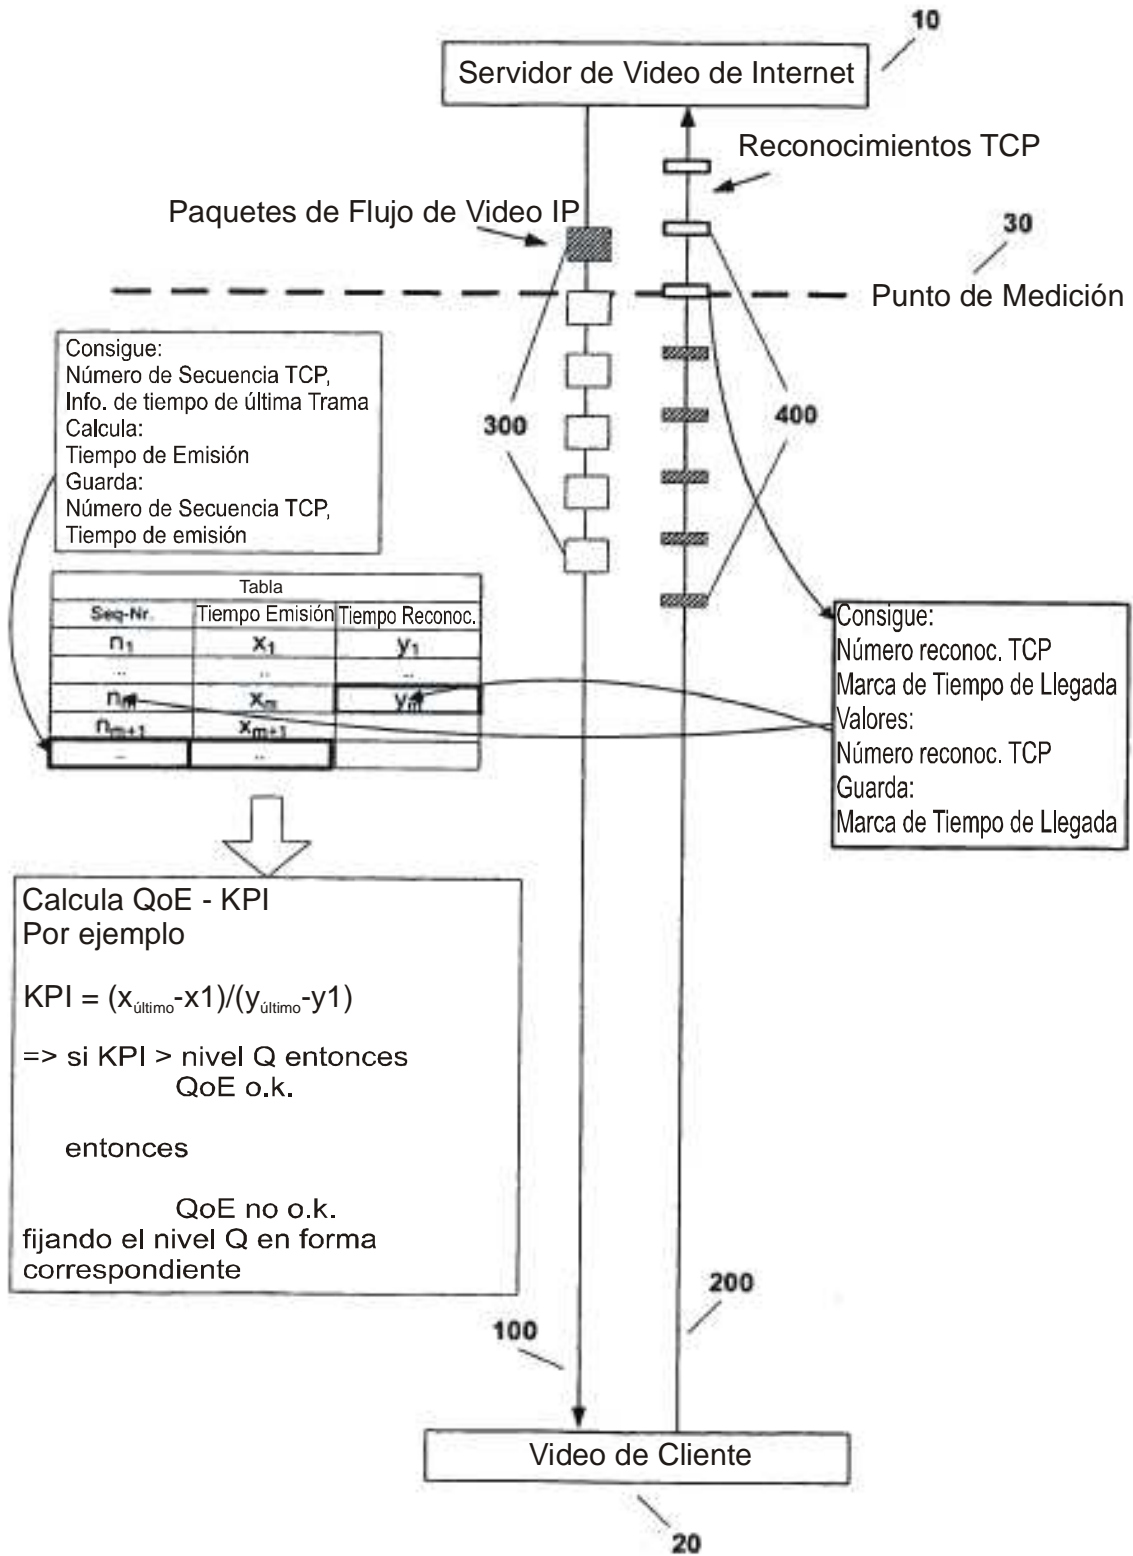 10
Servidor de Video de Internet
Reconocimientos TCP
Paquetes de Flujo de Video IP
30
Punto de Medición
Consigue:
Número de Secuencia TCP,
Info. de tiempo de última Trama
Calcula:
Tiempo de Emisión
Guarda:
Número de Secuencia TCP,
Tiempo de emisión
300
400
Tabla
Seq-Nr. Tiempo Emisión Tiempo Reconoc.
n1 x1 y1
.. .. ..
nm xm ym
nm+1 xm+1
.. ..
Consigue:
Número reconoc. TCP
Marca de Tiempo de Llegada
Valores:
Número reconoc. TCP
Guarda:
Marca de Tiempo de Llegada
Calcula QoE - KPI
Por ejemplo
KPI = (xúltimo-x1)/(yúltimo-y1)
=> si KPI > nivel Q entonces
QoE o.k.
entonces
QoE no o.k.
fijando el nivel Q en forma
correspondiente
200
100
Video de Cliente
20